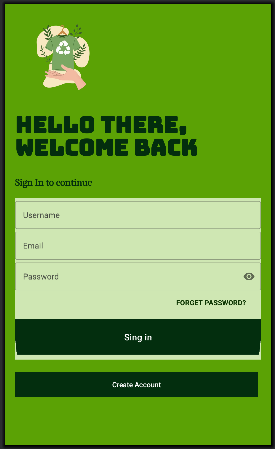 HELLO THERE,
WELCOME BACK
Sign In to continue
Username
Email
Password
FORGET PASSWORD?
Sing in
Create Account